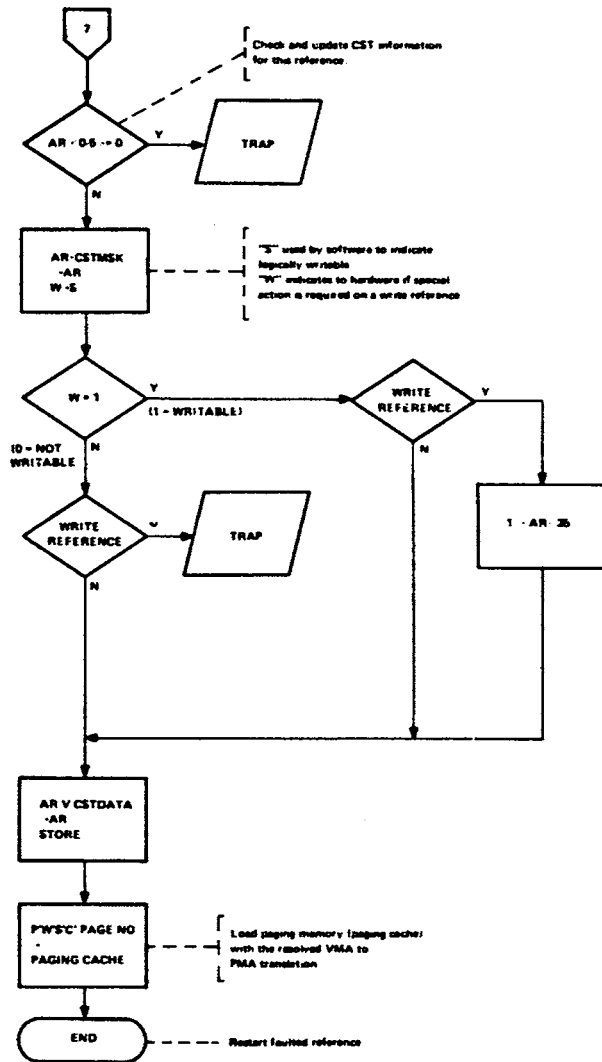 7
Check and update CST information
for this reference.
AR < 0-5 > = 0
Y
TRAP
N
AR-CSTMSK
-AR
W-S
"S" used by software to indicate
logically writable
"W" indicates to hardware if special
action is required on a write reference
W = 1
Y
(1 = WRITABLE)
WRITE
REFERENCE
Y
N
(0 = NOT
WRITABLE
N
WRITE
REFERENCE
TRAP
N
AR
AR V CSTDATA
-AR
STORE
PAGE NO
PAGING CACHE
Load paging memory (paging cache)
with the resolved VMA to
PMA translation
END
Restart faulted reference